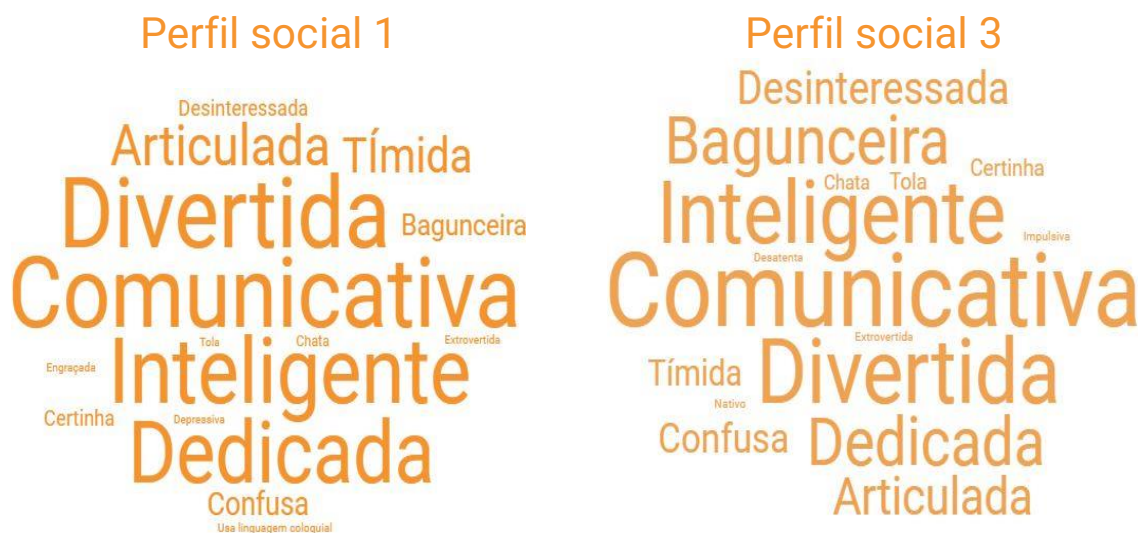 Perfil social 1
Desinteressada
Articulada TÍmida
Divertida
Bagunceira
Comunicativa
Tola Chata Extrovertida
Inteligente
Engraçada
Certinha Depressiva
Dedicada
Confusa
Usa linguagem coloquial
Perfil social 3
Desinteressada
Bagunceira
Certinha
Chata Tola
Inteligente
Impulsiva
Desatenta
Comunicativa
Extrovertida
Tímida Divertida
Nativo
Confusa Dedicada
Articulada